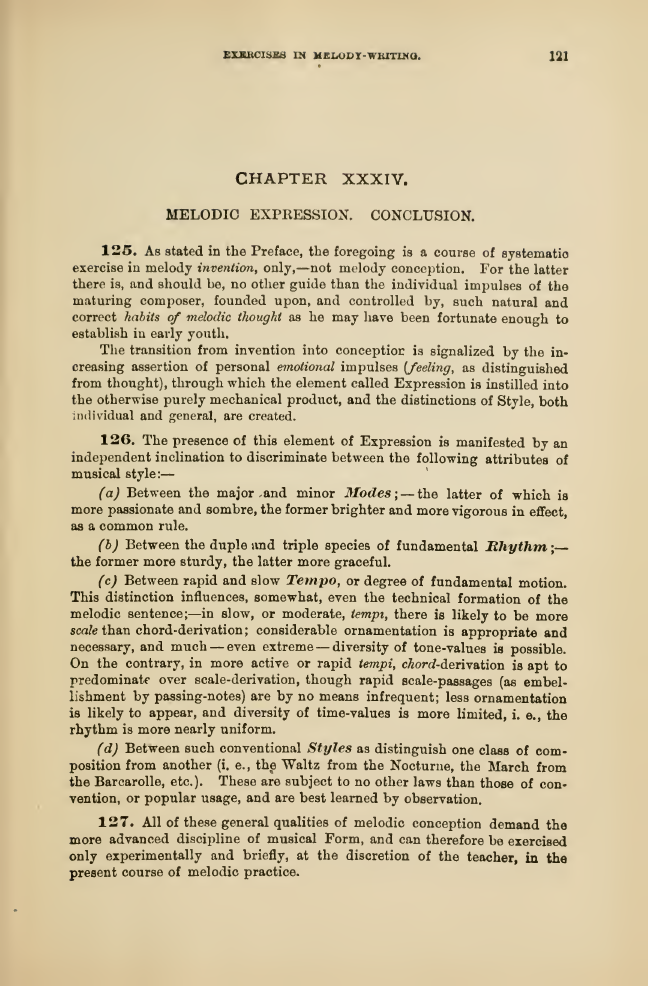 EXERCISES IN MELODY-WRITING. 121
CHAPTER XXXIV.
MELODIC EXPRESSION. CONCLUSION.
125. As stated in the Preface, the foregoing is a course of systematic
exercise in melody invention, only,—not melody conception. For the latter
there is, and should be, no other guide than the individual impulses of the
maturing composer, founded upon, and controlled by, such natural and
correct habits of melodic thought as he may have been fortunate enough to
establish in early youth.
The transition from invention into conception is signalized by the in-
creasing assertion of personal emotional impulses (feeling, as distinguished
from thought), through which the element called Expression is instilled into
the otherwise purely mechanical product, and the distinctions of Style, both
individual and general, are created.
126. The presence of this element of Expression is manifested by an
independent inclination to discriminate between the following attributes of
musical style:—
(a) Between the major and minor Modes;—the latter of which is
more passionate and sombre, the former brighter and more vigorous in effect,
as a common rule.
(b) Between the duple and triple species of fundamental Rhythm;—
the former more sturdy, the latter more graceful.
(c) Between rapid and slow Tempo, or degree of fundamental motion.
This distinction influences, somewhat, even the technical formation of the
melodic sentence;—in slow, or moderate, tempi, there is likely to be more
scale than chord-derivation; considerable ornamentation is appropriate and
necessary, and much—even extreme—diversity of tone-values is possible.
On the contrary, in more active or rapid tempi, chord-derivation is apt to
predominate over scale-derivation, though rapid scale-passages (as embel-
lishment by passing-notes) are by no means infrequent; less ornamentation
is likely to appear, and diversity of time-values is more limited, i. e., the
rhythm is more nearly uniform.
(d) Between such conventional Styles as distinguish one class of com-
position from another (i. e., the Waltz from the Nocturne, the March from
the Barcarolle, etc.). These are subject to no other laws than those of con-
vention, or popular usage, and are best learned by observation.
127. All of these general qualities of melodic conception demand the
more advanced discipline of musical Form, and can therefore be exercised
only experimentally and briefly, at the discretion of the teacher, in the
present course of melodic practice.